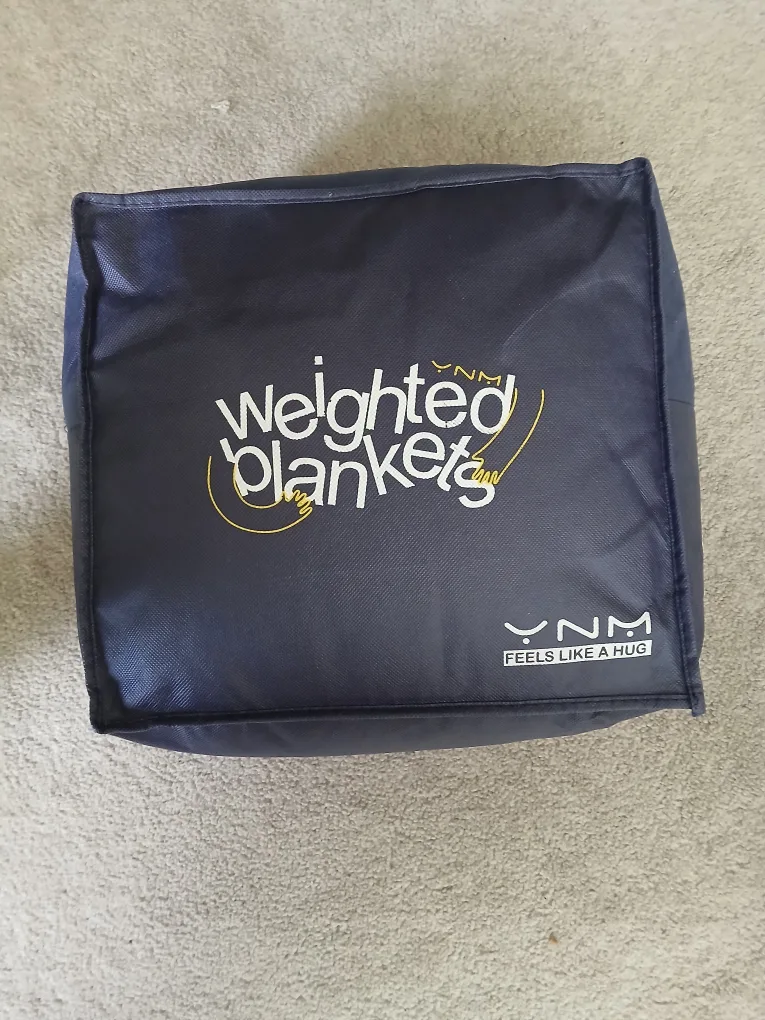 YNM
Weighted
blankets
YNM
FEELS LIKE A HUG